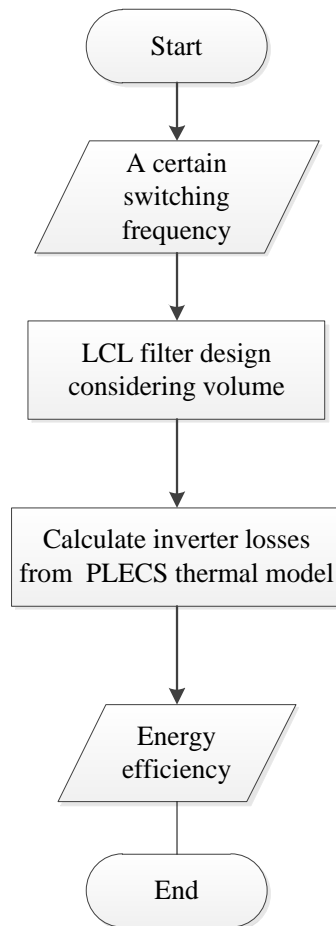 Start
A certain
switching
frequency
LCL filter design
considering volume
Calculate inverter losses
from PLECS thermal model
Energy
efficiency
End